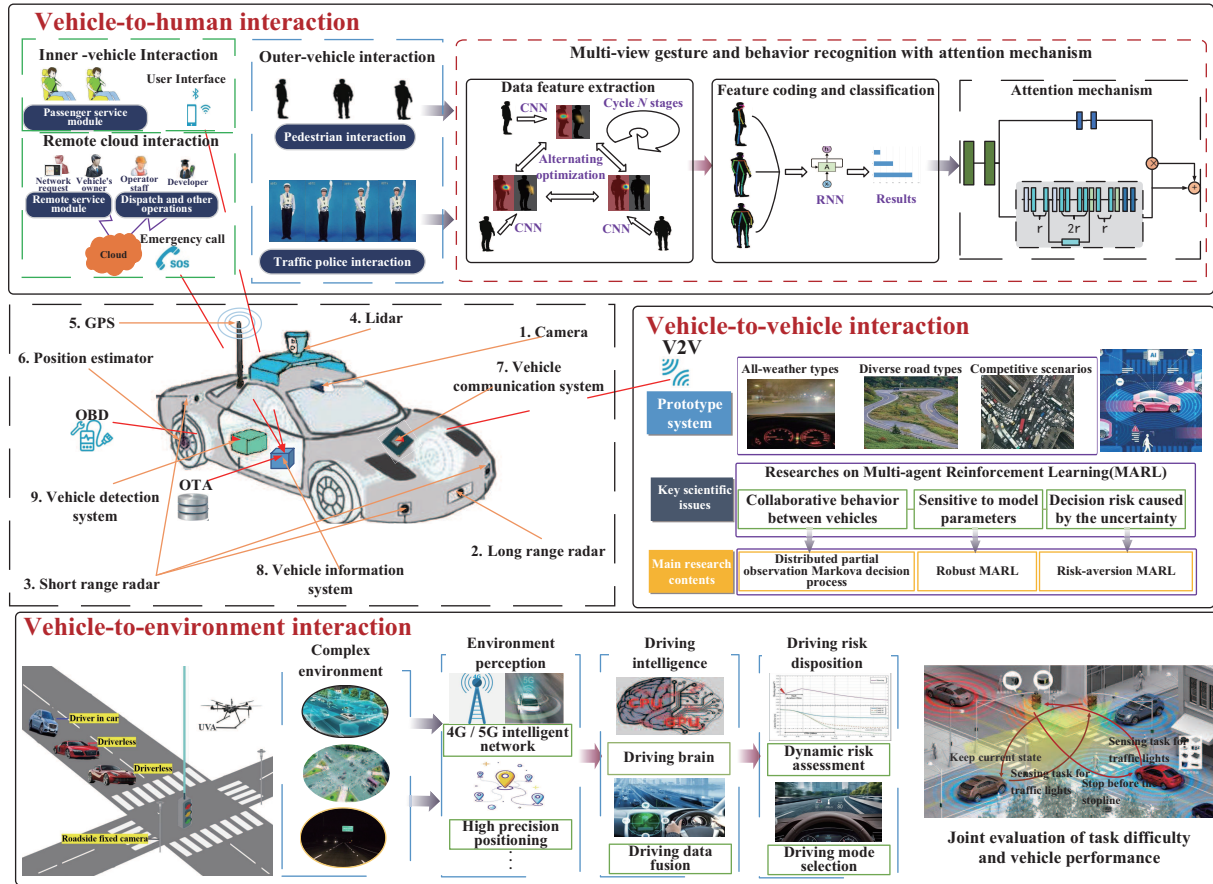 Vehicle-to-human interaction
Inner -vehicle Interaction
User Interface
Passenger service
module
Remote cloud interaction
Network
request
Vehicle's
owner
Operator
staff
Developer
Remote service
module
Dispatch and other
operations
Emergency call
Cloud
SOS
Outer-vehicle interaction
Pedestrian interaction
Traffic police interaction
Multi-view gesture and behavior recognition with attention mechanism
Data feature extraction
CNN
Cycle N stages
Alternating
optimization
CNN
CNN
Feature coding and classification
h
A
x
RNN
Results
Attention mechanism
r
2r
r
5. GPS
4. Lidar
1. Camera
6. Position estimator
7. Vehicle
communication system
OBD
OTA
9. Vehicle detection
system
2. Long range radar
3. Short range radar
8. Vehicle information
system
Vehicle-to-vehicle interaction
V2V
Prototype
system
All-weather types
Diverse road types
Competitive scenarios
AI
Key scientific
issues
Researches on Multi-agent Reinforcement Learning(MARL)
Collaborative behavior
between vehicles
Sensitive to model
parameters
Decision risk caused
by the uncertainty
Main research
contents
Distributed partial
observation Markova decision
process
Robust MARL
Risk-aversion MARL
Vehicle-to-environment interaction
Driver in car
Driverless
Driverless
UVA
Roadside fixed camera
Complex
environment
Environment
perception
5G
4G / 5G intelligent
network
High precision
positioning
Driving
intelligence
CPU
GPU
Driving brain
Driving data
fusion
Driving risk
disposition
Dynamic risk
assessment
Driving mode
selection
Keep current state
Sensing task for
traffic lights
Sensing task for
traffic lights
Stop before the
stopline
Joint evaluation of task difficulty
and vehicle performance